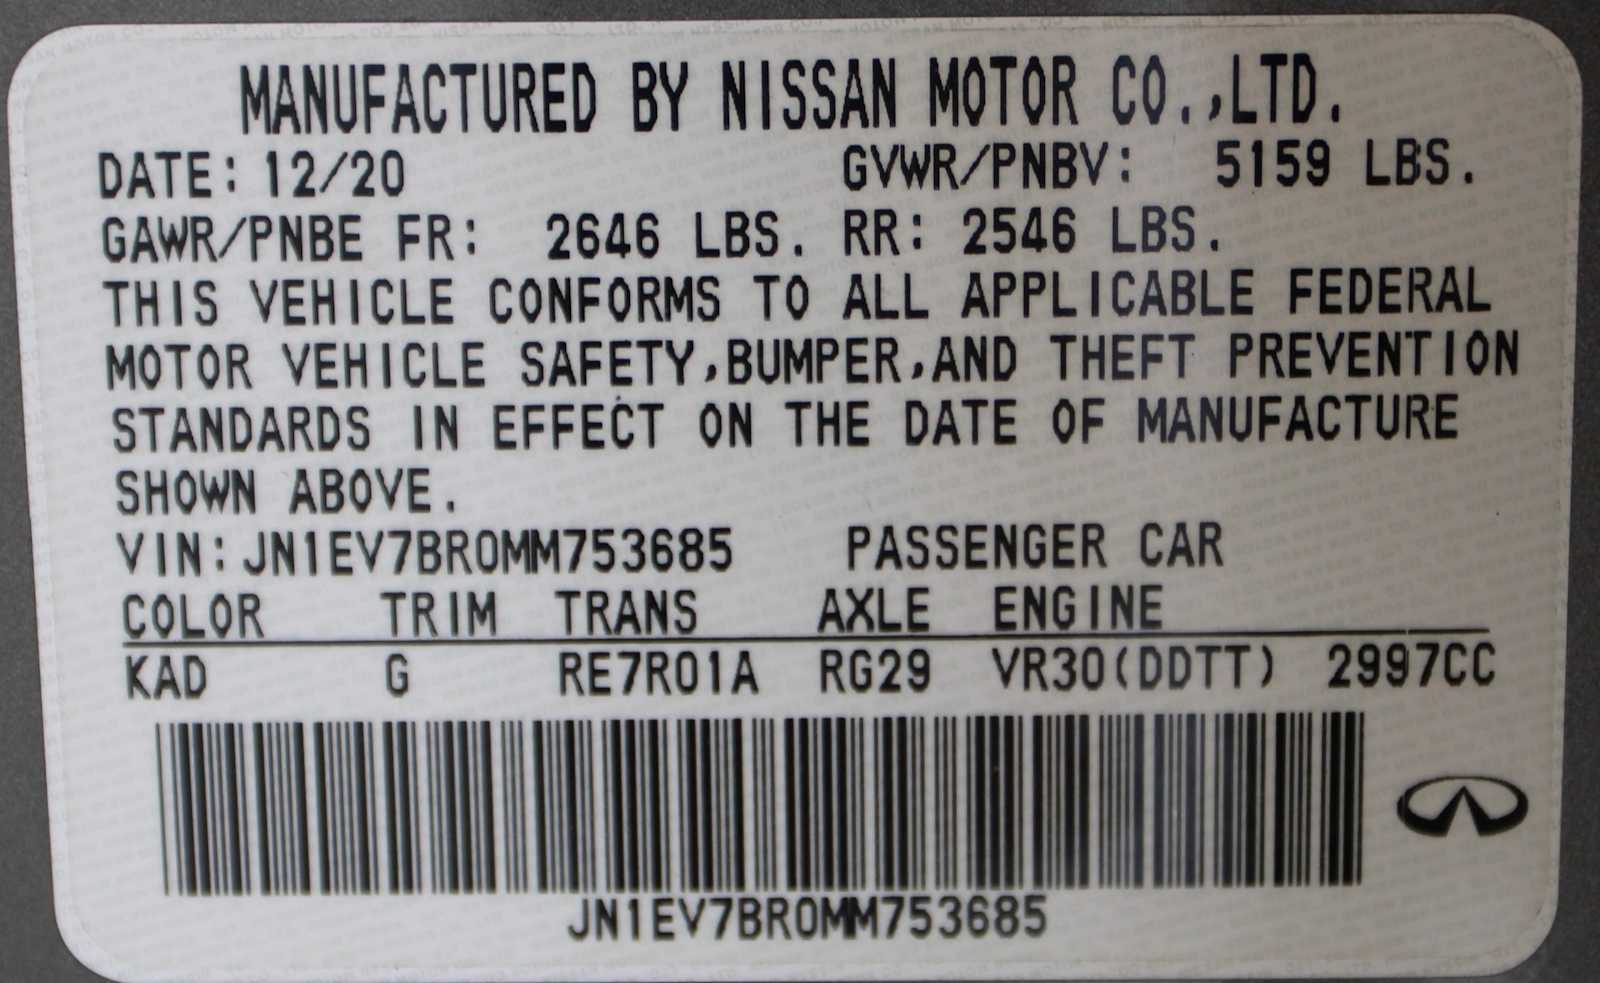 MANUFACTURED BY NISSAN MOTOR CO.,LTD.
DATE: 12/20 GVWR/PNBV: 5159 LBS.
GAWR/PNBE FR: 2646 LBS. RR: 2546 LBS.
THIS VEHICLE CONFORMS TO ALL APPLICABLE FEDERAL
MOTOR VEHICLE SAFETY,BUMPER,AND THEFT PREVENTION
STANDARDS IN EFFECT ON THE DATE OF MANUFACTURE
SHOWN ABOVE.
VIN:JN1EV7BR0MM753685 PASSENGER CAR
COLOR TRIM TRANS AXLE ENGINE
KAD G RE7R01A RG29 VR30(DDTT) 2997CC
JN1EV7BR0MM753685